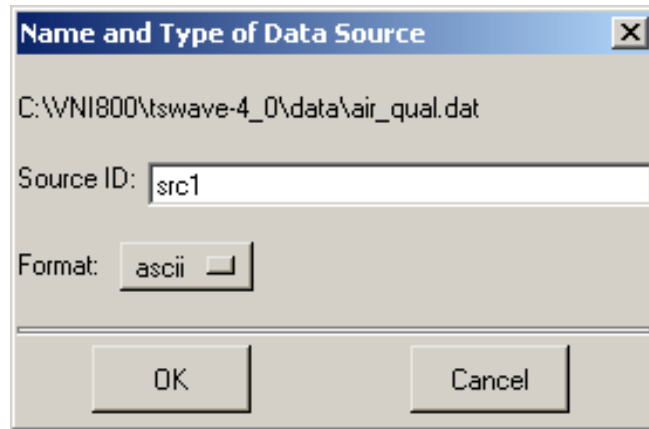 Name and Type of Data Source
C:\VNI800\tswave-4_0\data\air_qual.dat
Source ID: src1
Format: ascii
OK Cancel